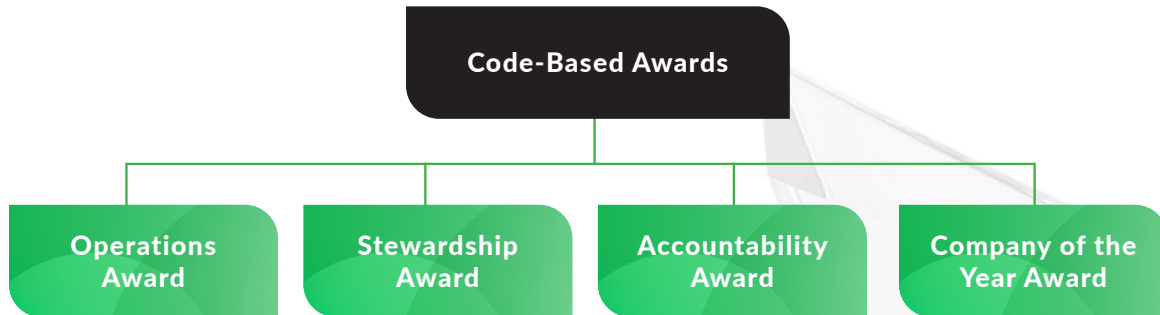 Code-Based Awards
Operations
Award
Stewardship
Award
Accountability
Award
Company of the
Year Award